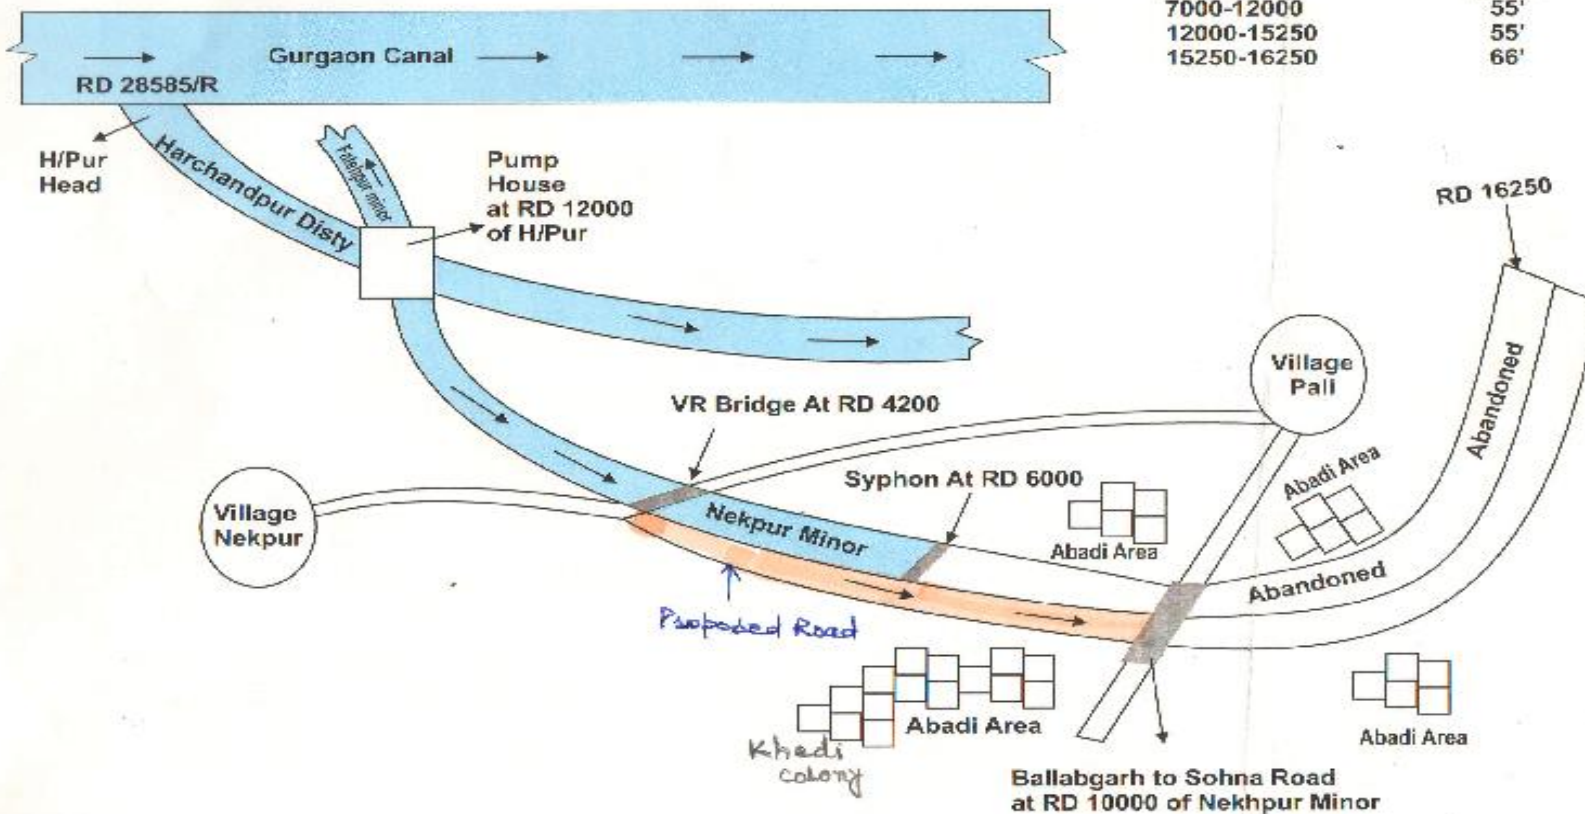 7000-12000 55'
12000-15250 55'
15250-16250 66'
Gurgaon Canal
RD 28585/R
H/Pur
Head
Harchandpur Disty
Fatehpur minor
Pump
House
at RD 12000
of H/Pur
RD 16250
Village
Pali
VR Bridge At RD 4200
Syphon At RD 6000
Abandoned
Abadi Area
Village
Nekpur
Nekpur Minor
Abadi Area
Abandoned
Proposed Road
Abadi Area
Khedi
Colony
Abadi Area
Ballabgarh to Sohna Road
at RD 10000 of Nekhpur Minor